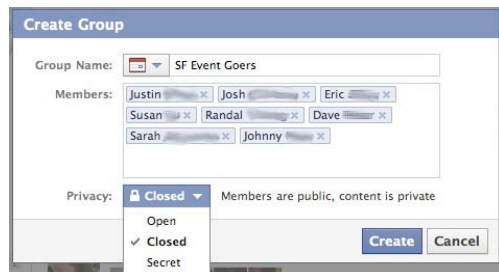 Create Group
Group Name: SF Event Goers
Members: Justin × Josh × Eric ×
Susan × Randal × Dave ×
Sarah × Johnny ×
Privacy: Closed Members are public, content is private
Open
✓ Closed
Secret
Create Cancel